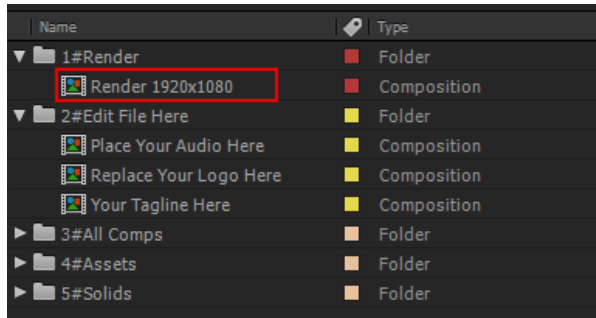 Name Type
1#Render Folder
Render 1920x1080 Composition
2#Edit File Here Folder
Place Your Audio Here Composition
Replace Your Logo Here Composition
Your Tagline Here Composition
3#All Comps Folder
4#Assets Folder
5#Solids Folder